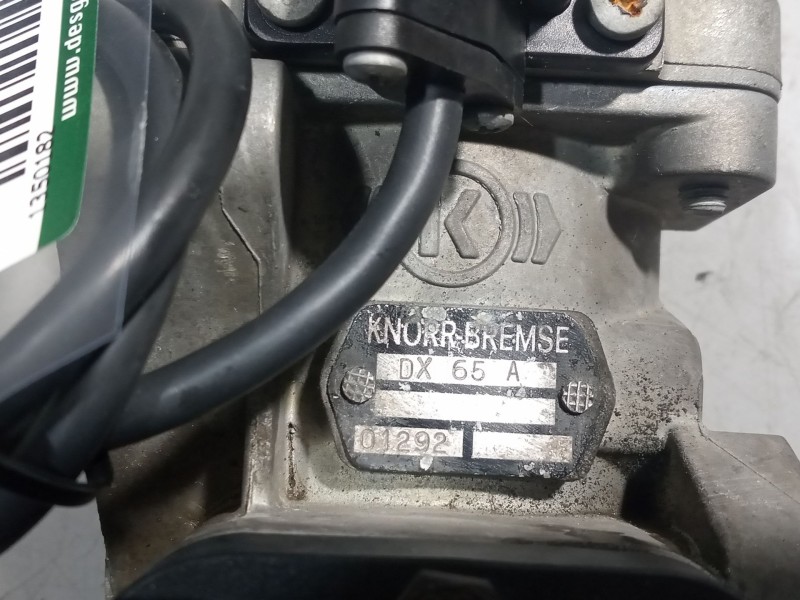 www.desg
1350182
K
KNORR-BREMSE
DX 65 A
01292